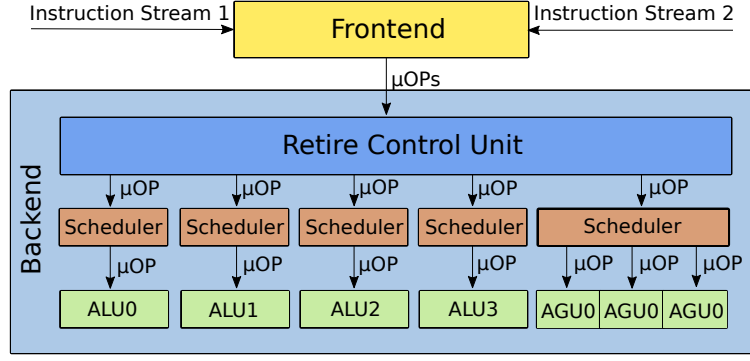 Instruction Stream 1
Frontend
Instruction Stream 2
µOPs
Backend
Retire Control Unit
µOP
µOP
µOP
µOP
µOP
Scheduler
Scheduler
Scheduler
Scheduler
Scheduler
µOP
µOP
µOP
µOP
µOP
µOP
µOP
ALU0
ALU1
ALU2
ALU3
AGU0
AGU0
AGU0